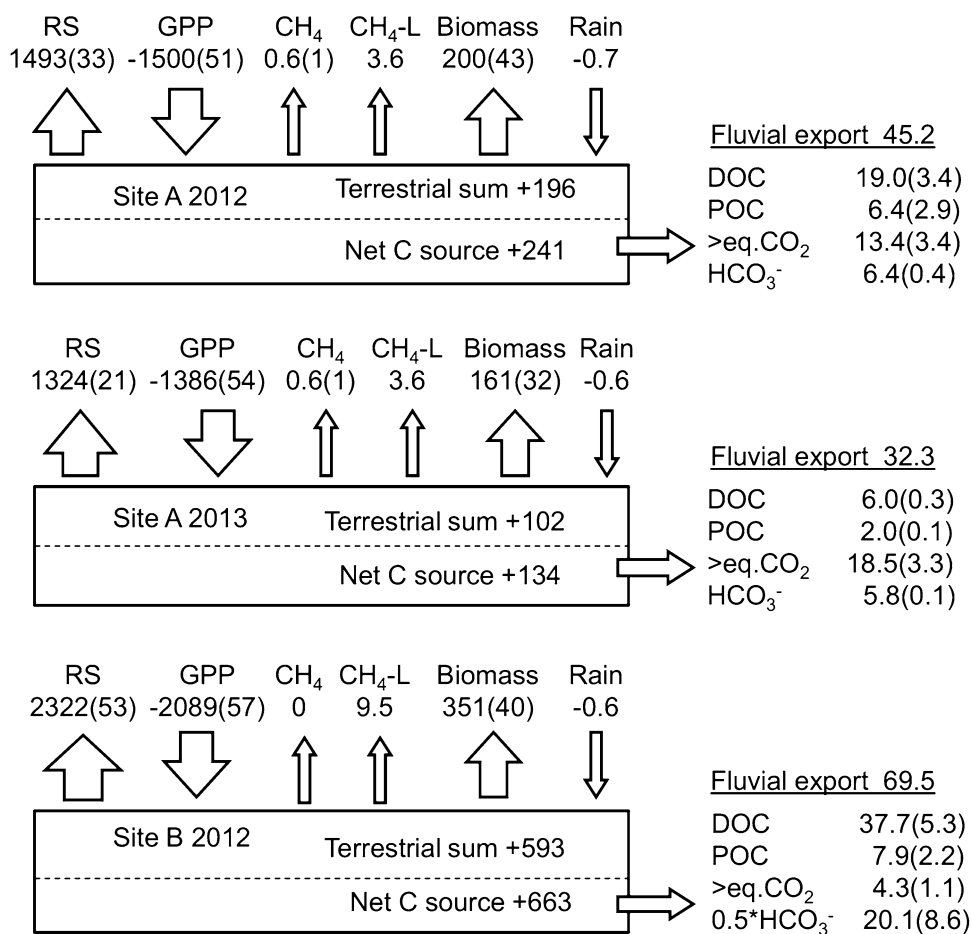 RS GPP CH₄ CH₄-L Biomass Rain
1493(33) -1500(51) 0.6(1) 3.6 200(43) -0.7
Fluvial export 45.2
Site A 2012 Terrestrial sum +196
Net C source +241
DOC 19.0(3.4)
POC 6.4(2.9)
>eq.CO₂ 13.4(3.4)
HCO₃⁻ 6.4(0.4)
RS GPP CH₄ CH₄-L Biomass Rain
1324(21) -1386(54) 0.6(1) 3.6 161(32) -0.6
Fluvial export 32.3
Site A 2013 Terrestrial sum +102
Net C source +134
DOC 6.0(0.3)
POC 2.0(0.1)
>eq.CO₂ 18.5(3.3)
HCO₃⁻ 5.8(0.1)
RS GPP CH₄ CH₄-L Biomass Rain
2322(53) -2089(57) 0 9.5 351(40) -0.6
Fluvial export 69.5
Site B 2012 Terrestrial sum +593
Net C source +663
DOC 37.7(5.3)
POC 7.9(2.2)
>eq.CO₂ 4.3(1.1)
0.5*HCO₃⁻ 20.1(8.6)